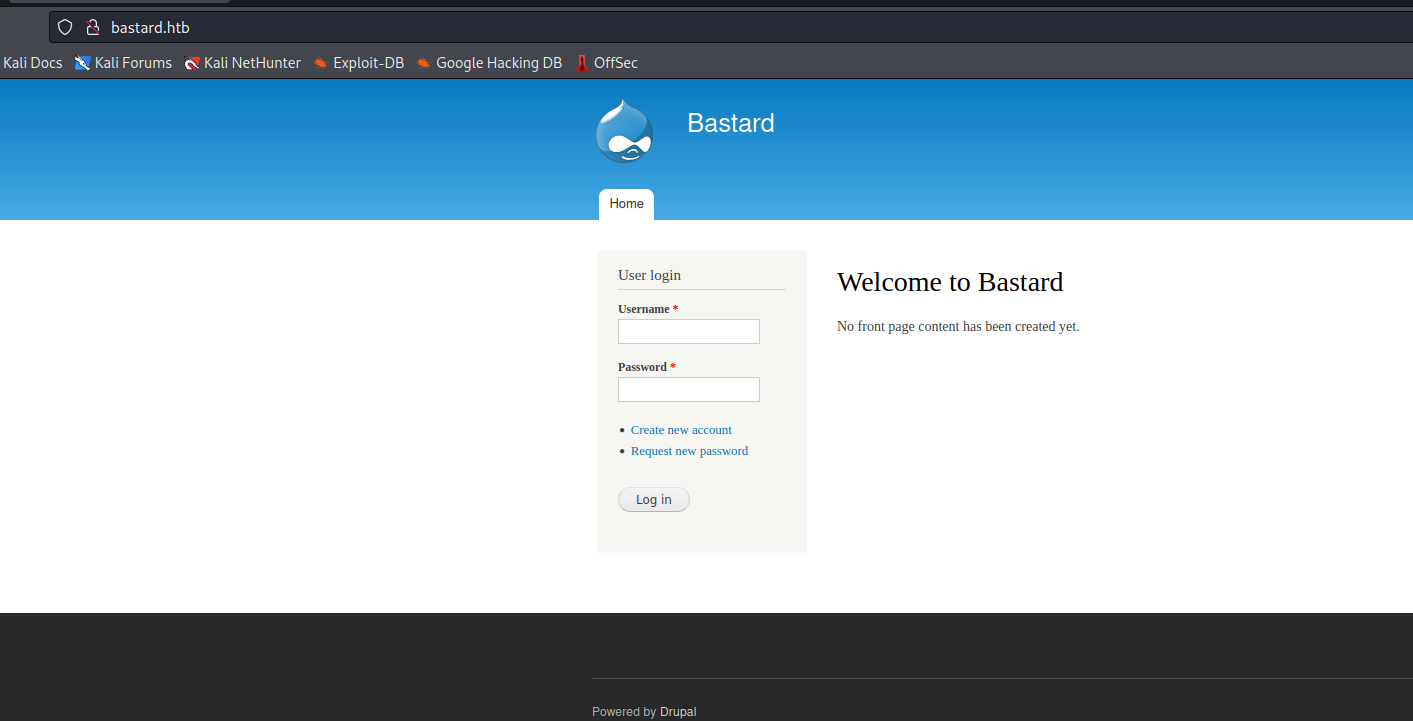 bastard.htb
Kali Docs Kali Forums Kali NetHunter Exploit-DB Google Hacking DB OffSec
Bastard
Home
User login
Username *
Password *
Create new account
Request new password
Log in
Welcome to Bastard
No front page content has been created yet.
Powered by Drupal